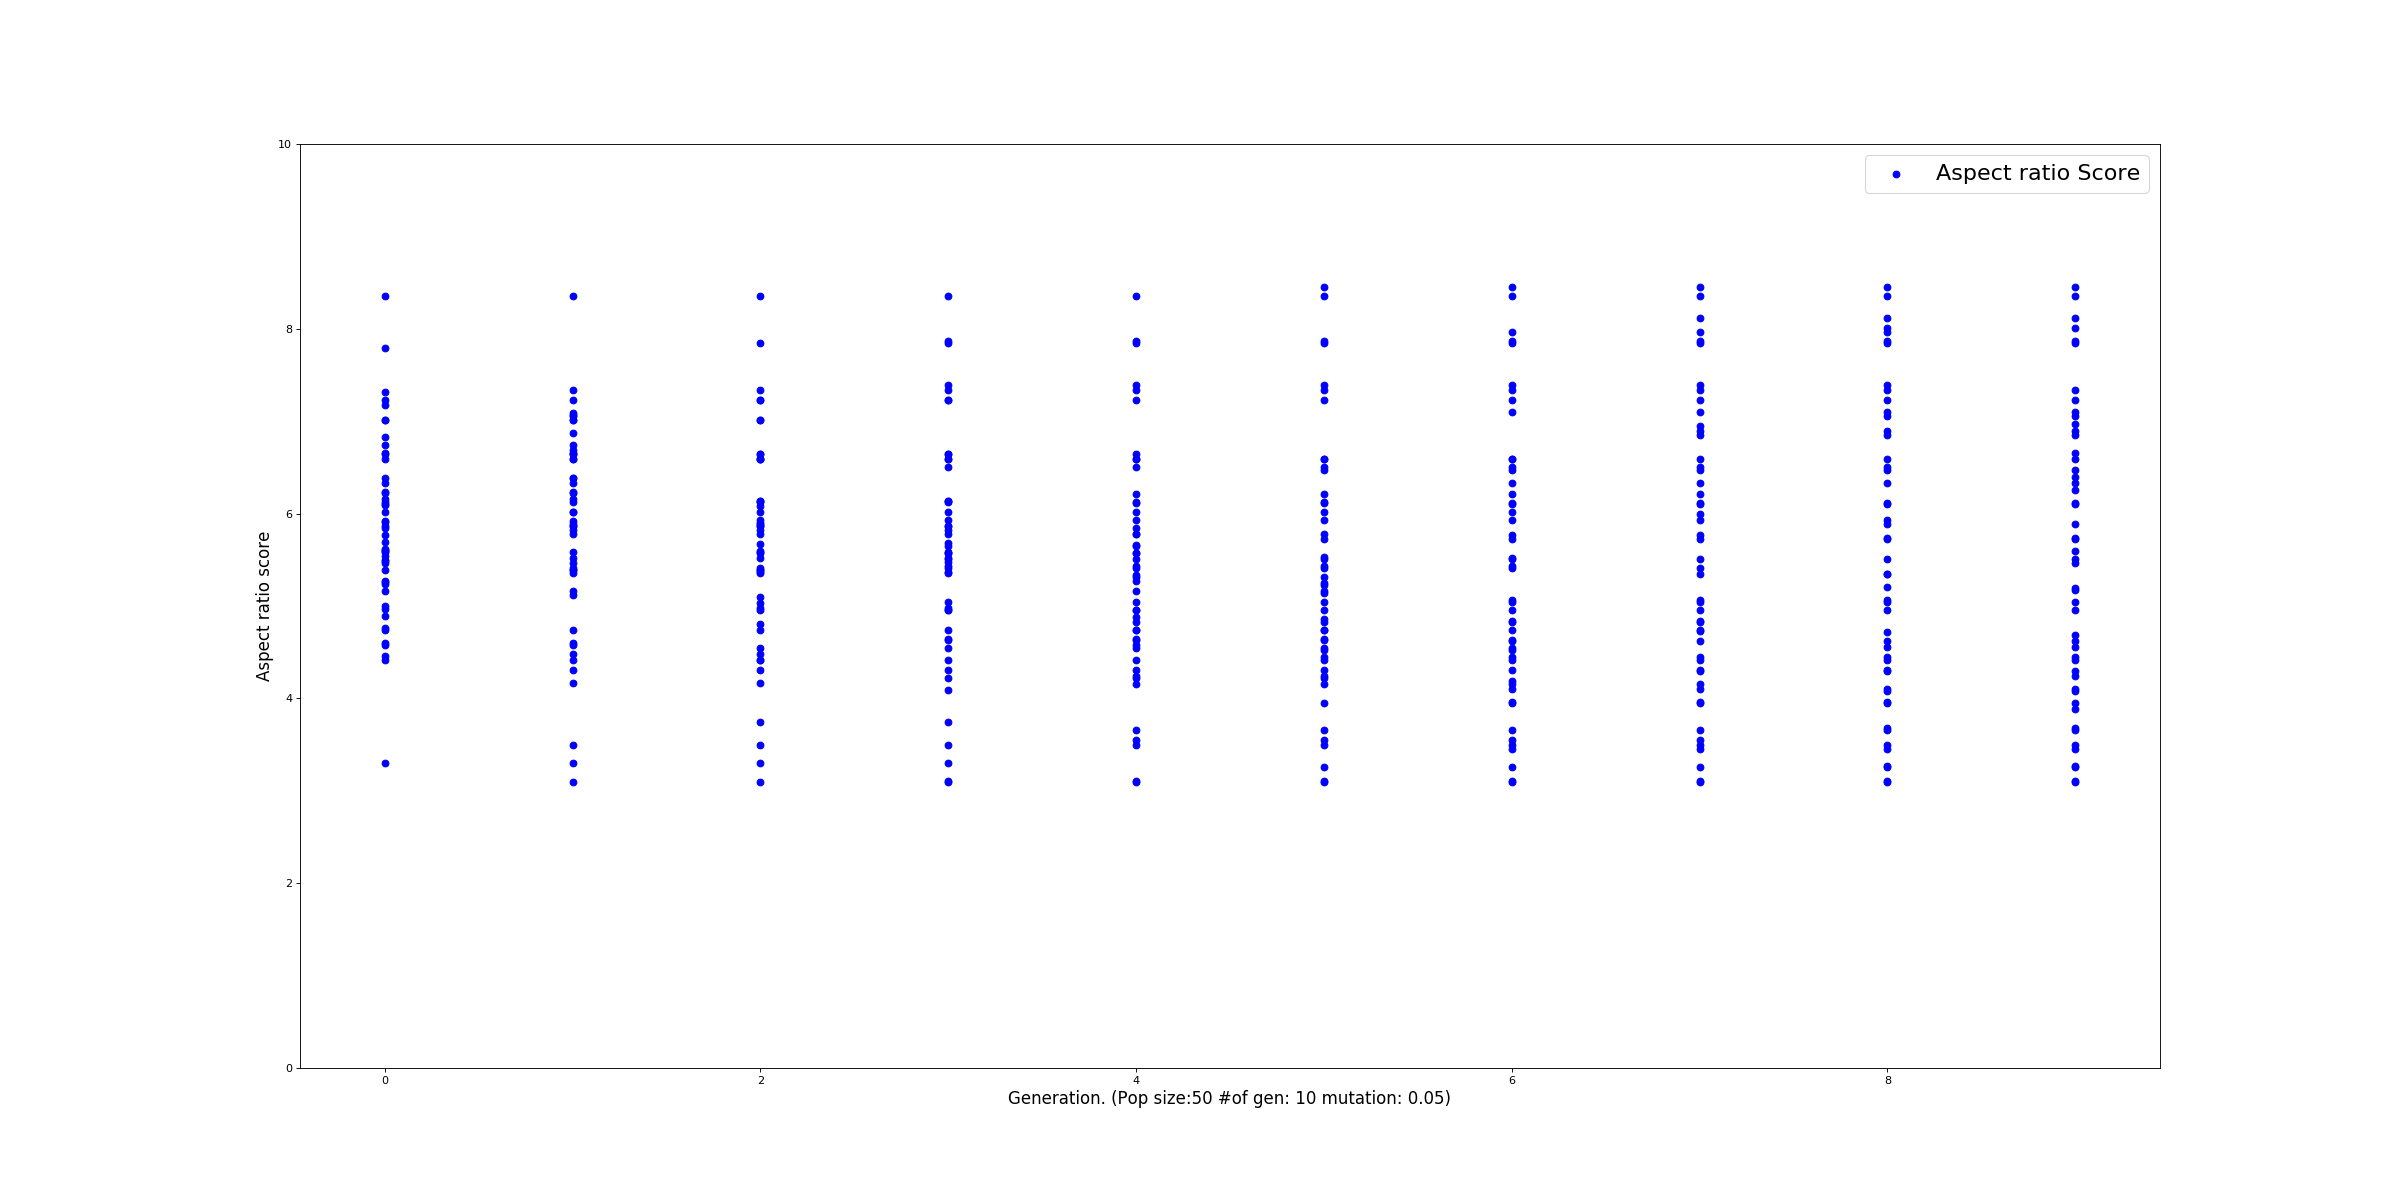 10
Aspect ratio Score
8
6
Aspect ratio score
4
2
0
0 2 4 6 8
Generation. (Pop size:50 #of gen: 10 mutation: 0.05)